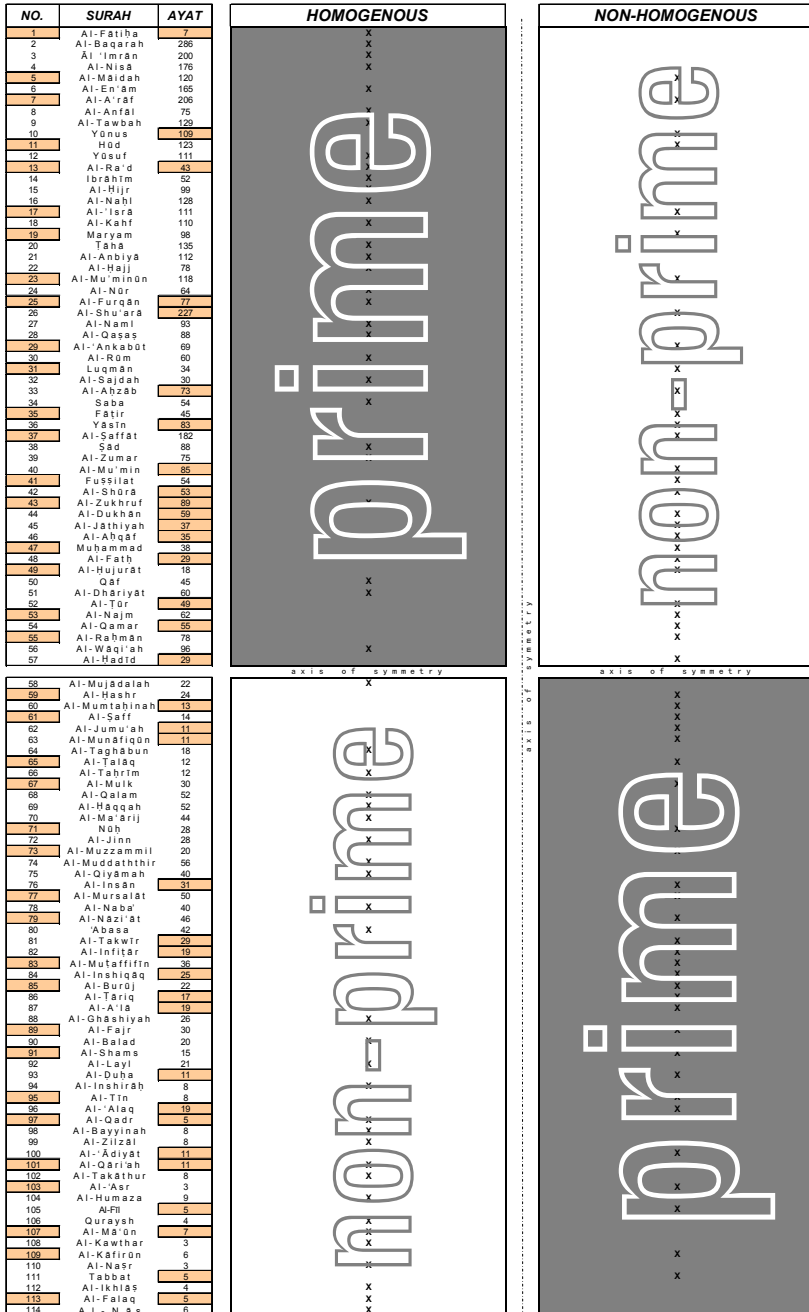 NO. SURAH AYAT HOMOGENOUS NON-HOMOGENOUS
1 Al-Fātiḥa 7 x
2 Al-Baqarah 286 x
3 Āl ‘Imrān 200 x
4 Al-Nisā 176 x
5 Al-Māidah 120 x
6 Al-En‘ām 165 x
7 Al-A‘rāf 206 x
8 Al-Anfāl 75 x
9 Al-Tawbah 129 x
10 Yūnus 109 x
11 Hūd 123 x
12 Yūsuf 111 x
13 Al-Ra‘d 43 x
14 Ibrāhīm 52 x
15 Al-Ḥijr 99 x
16 Al-Naḥl 128 x
17 Al-’Isrā 111 x
18 Al-Kahf 110 x
19 Maryam 98 x
20 Ṭāhā 135 x
21 Al-Anbiyā 112 x
22 Al-Ḥajj 78 x
23 Al-Mu’minūn 118 x
24 Al-Nūr 64 x
25 Al-Furqān 77 x
26 Al-Shu‘arā 227 x
27 Al-Naml 93 x
28 Al-Qaṣaṣ 88 x
29 Al-‘Ankabūt 69 x
30 Al-Rūm 60 x
31 Luqmān 34 x
32 Al-Sajdah 30 x
33 Al-Aḥzāb 73 x
34 Saba 54 x
35 Fāṭir 45 x
36 Yāsīn 83 x
37 Al-Ṣaffāt 182 x
38 Ṣād 88 x
39 Al-Zumar 75 x
40 Al-Mu’min 85 x
41 Fuṣṣilat 54 x
42 Al-Shūrā 53 x
43 Al-Zukhruf 89 x
44 Al-Dukhān 59 x
45 Al-Jāthiyah 37 x
46 Al-Aḥqāf 35 x
47 Muḥammad 38 x
48 Al-Fatḥ 29 x
49 Al-Ḥujurāt 18 x
50 Qāf 45 x
51 Al-Dhāriyāt 60 x
52 Al-Ṭūr 49 x
53 Al-Najm 62 x
54 Al-Qamar 55 x
55 Al-Raḥmān 78 x
56 Al-Wāqi‘ah 96 x
57 Al-Ḥadīd 29 x
prime
non-prime
axis of symmetry
axis of symmetry
axis of symmetry
58 Al-Mujādalah 22 x
59 Al-Ḥashr 24 x
60 Al-Mumtaḥinah 13 x
61 Al-Ṣaff 14 x
62 Al-Jumu‘ah 11 x
63 Al-Munāfiqūn 11 x
64 Al-Taghābun 18 x
65 Al-Ṭalāq 12 x
66 Al-Taḥrīm 12 x
67 Al-Mulk 30 x
68 Al-Qalam 52 x
69 Al-Ḥāqqah 52 x
70 Al-Ma‘ārij 44 x
71 Nūḥ 28 x
72 Al-Jinn 28 x
73 Al-Muzzammil 20 x
74 Al-Muddaththir 56 x
75 Al-Qiyāmah 40 x
76 Al-Insān 31 x
77 Al-Mursalāt 50 x
78 Al-Naba’ 40 x
79 Al-Nāzi‘āt 46 x
80 ‘Abasa 42 x
81 Al-Takwīr 29 x
82 Al-Infiṭār 19 x
83 Al-Muṭaffifīn 36 x
84 Al-Inshiqāq 25 x
85 Al-Burūj 22 x
86 Al-Ṭāriq 17 x
87 Al-A‘lā 19 x
88 Al-Ghāshiyah 26 x
89 Al-Fajr 30 x
90 Al-Balad 20 x
91 Al-Shams 15 x
92 Al-Layl 21 x
93 Al-Ḍuḥa 11 x
94 Al-Inshirāḥ 8 x
95 Al-Tīn 8 x
96 Al-‘Alaq 19 x
97 Al-Qadr 5 x
98 Al-Bayyinah 8 x
99 Al-Zilzāl 8 x
100 Al-‘Ādiyāt 11 x
101 Al-Qāri‘ah 11 x
102 Al-Takāthur 8 x
103 Al-‘Asr 3 x
104 Al-Humaza 9 x
105 Al-Fīl 5 x
106 Quraysh 4 x
107 Al-Mā‘ūn 7 x
108 Al-Kawthar 3 x
109 Al-Kāfirūn 6 x
110 Al-Naṣr 3 x
111 Tabbat 5 x
112 Al-Ikhlāṣ 4 x
113 Al-Falaq 5 x
114 Al-Nās 6 x
non-prime
prime